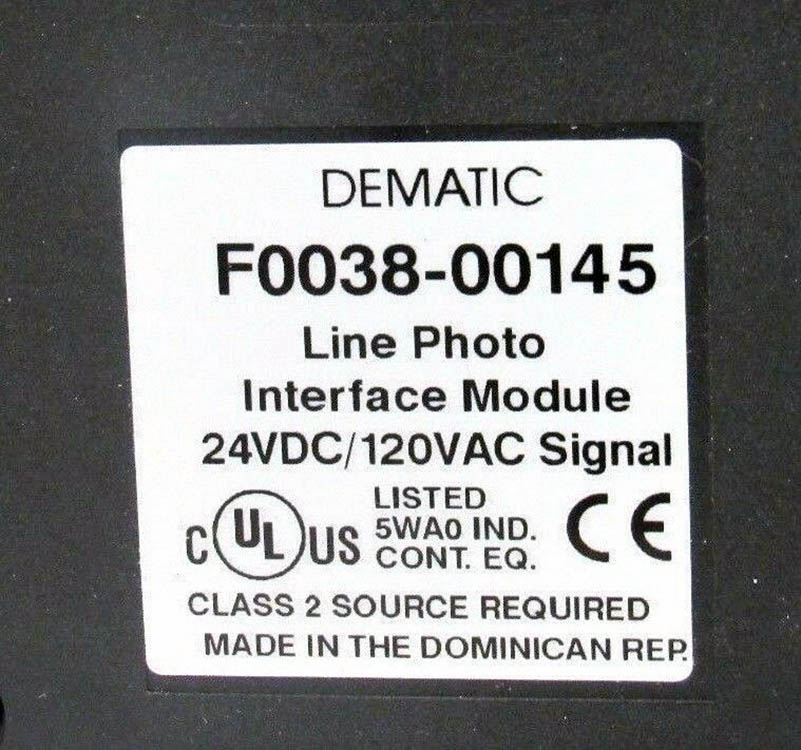 DEMATIC
F0038-00145
Line Photo
Interface Module
24VDC/120VAC Signal
C UL US LISTED 5WA0 IND. CONT. EQ. CE
CLASS 2 SOURCE REQUIRED
MADE IN THE DOMINICAN REP.